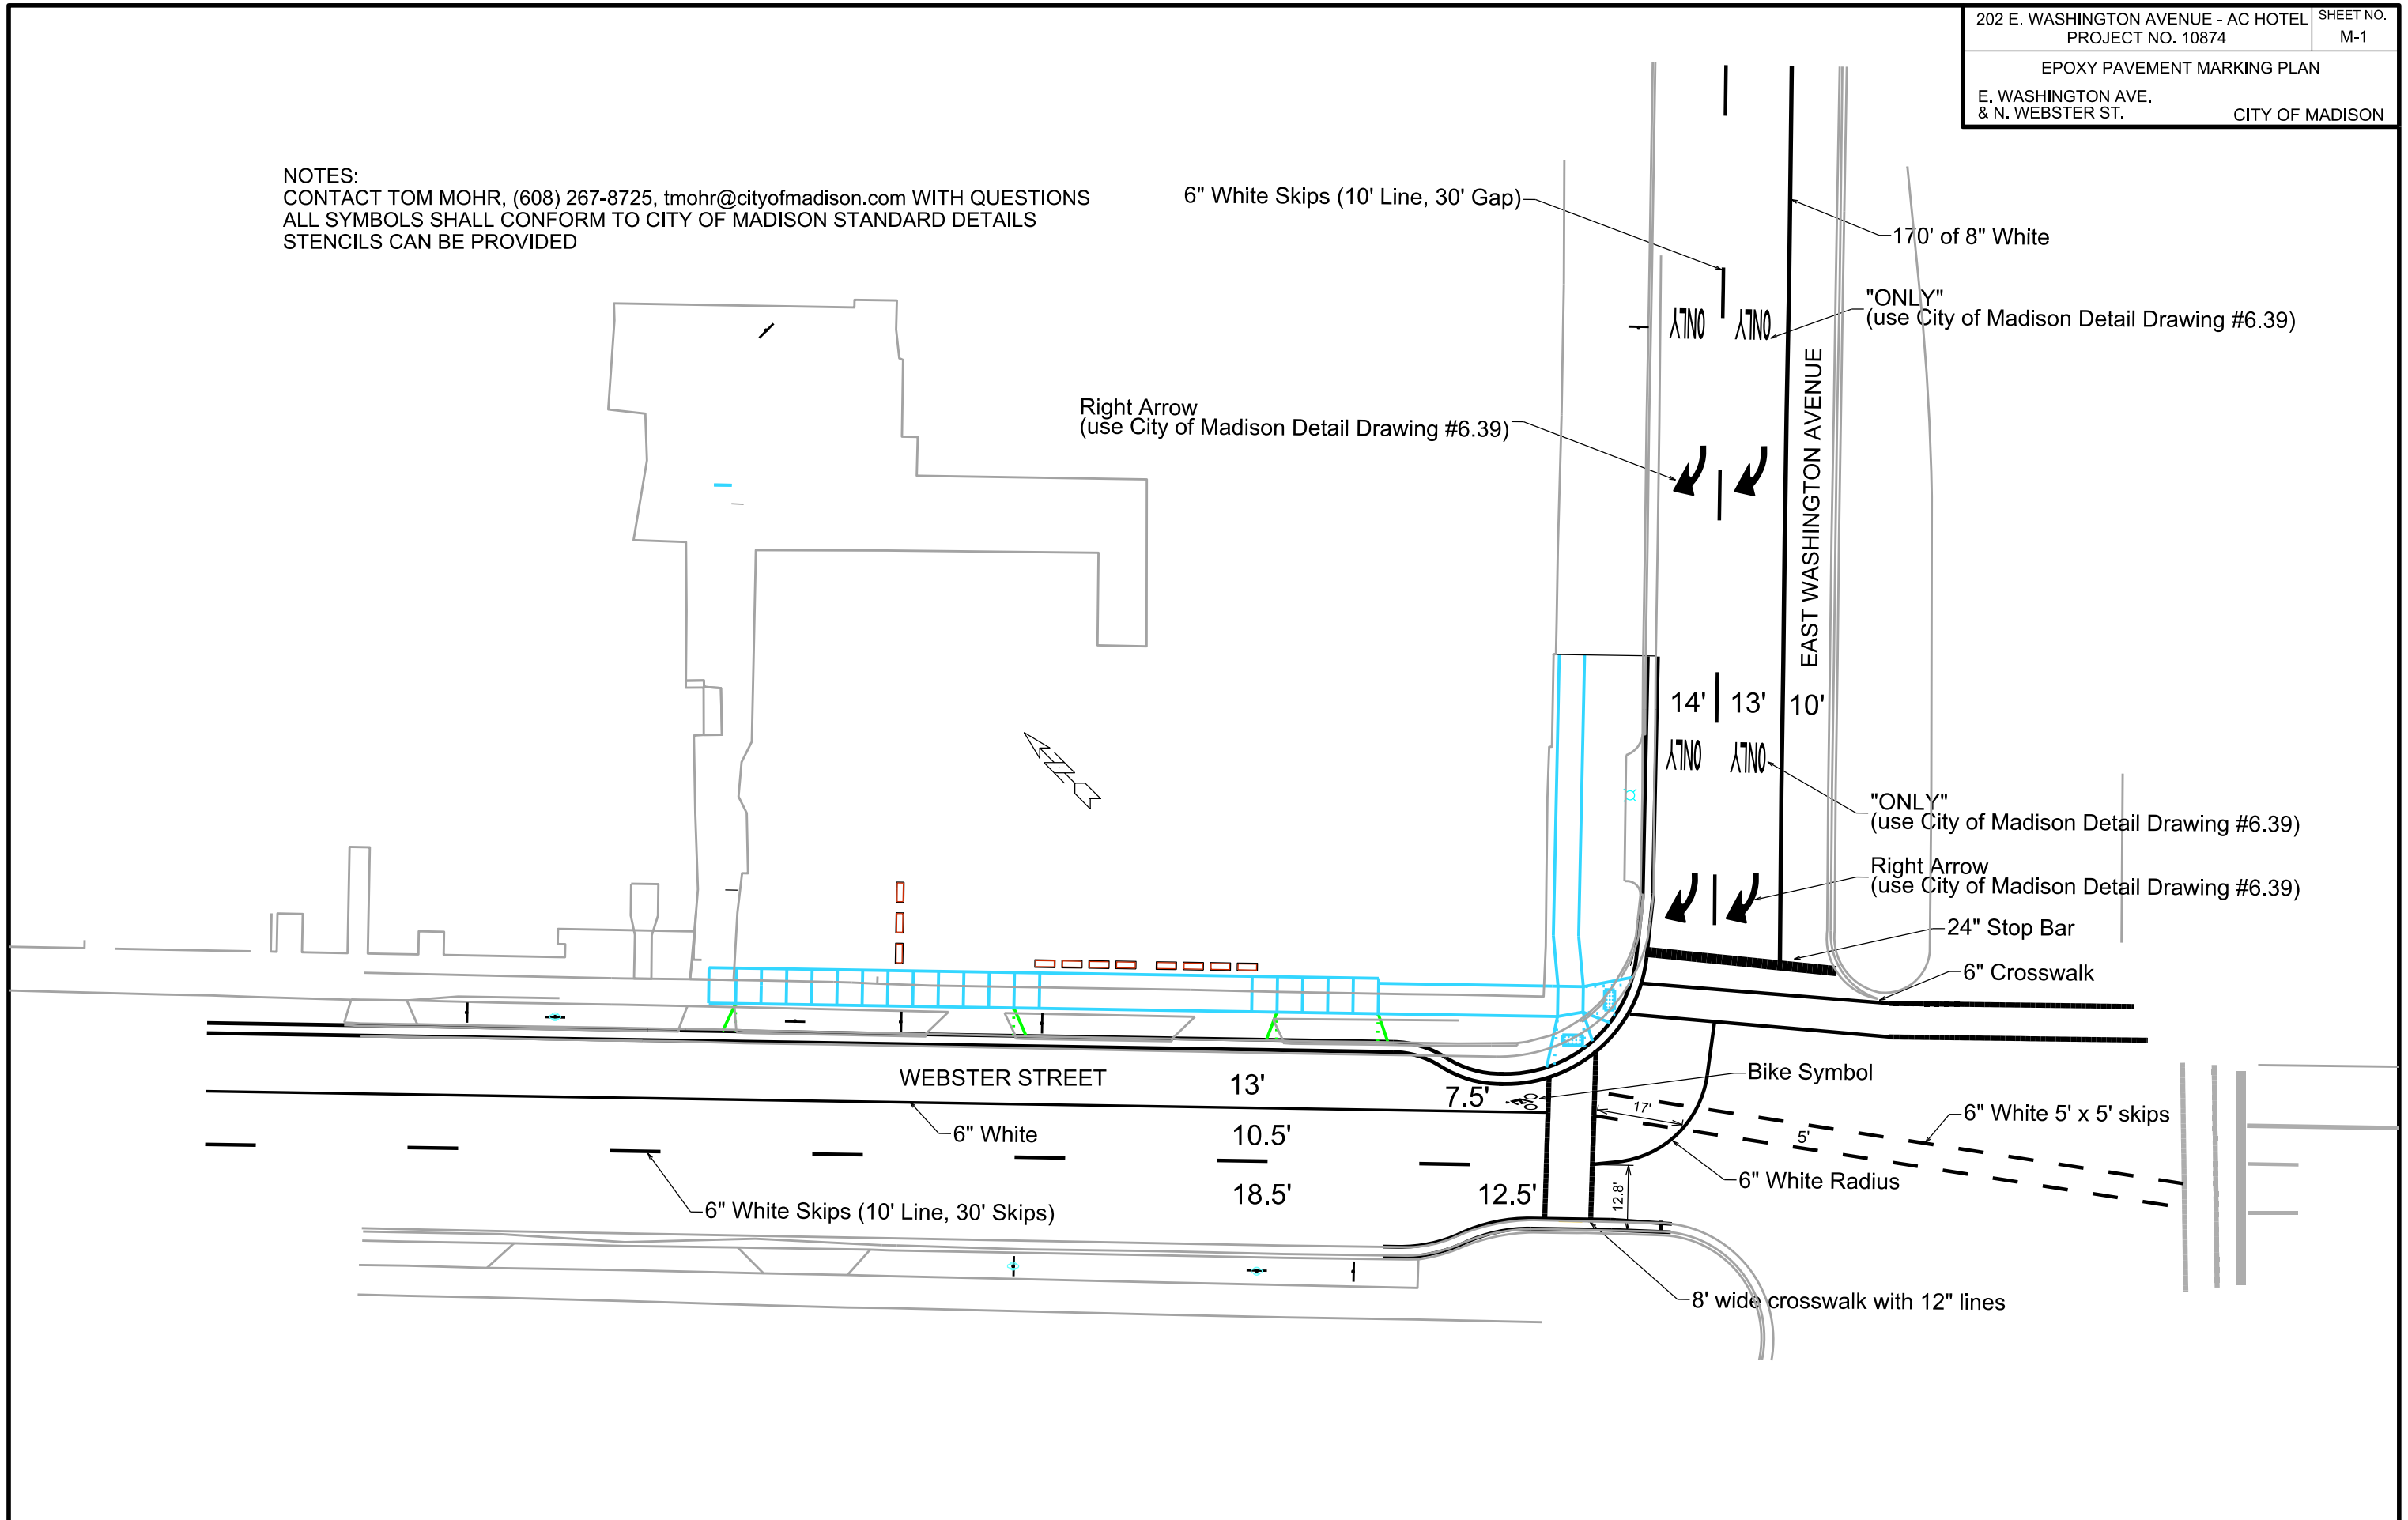 202 E. WASHINGTON AVENUE - AC HOTEL
PROJECT NO. 10874
SHEET NO.
M-1
EPOXY PAVEMENT MARKING PLAN
E. WASHINGTON AVE.
& N. WEBSTER ST.
CITY OF MADISON
NOTES:
CONTACT TOM MOHR, (608) 267-8725, tmohr@cityofmadison.com WITH QUESTIONS
ALL SYMBOLS SHALL CONFORM TO CITY OF MADISON STANDARD DETAILS
STENCILS CAN BE PROVIDED
6" White Skips (10' Line, 30' Gap)
170' of 8" White
"ONLY"
(use City of Madison Detail Drawing #6.39)
ONLY
ONLY
Right Arrow
(use City of Madison Detail Drawing #6.39)
EAST WASHINGTON AVENUE
14'
13'
10'
ONLY
ONLY
"ONLY"
(use City of Madison Detail Drawing #6.39)
Right Arrow
(use City of Madison Detail Drawing #6.39)
24" Stop Bar
6" Crosswalk
WEBSTER STREET
13'
7.5'
Bike Symbol
17'
6" White 5' x 5' skips
5'
6" White
10.5'
6" White Radius
18.5'
12.5'
12.8'
6" White Skips (10' Line, 30' Skips)
8' wide crosswalk with 12" lines